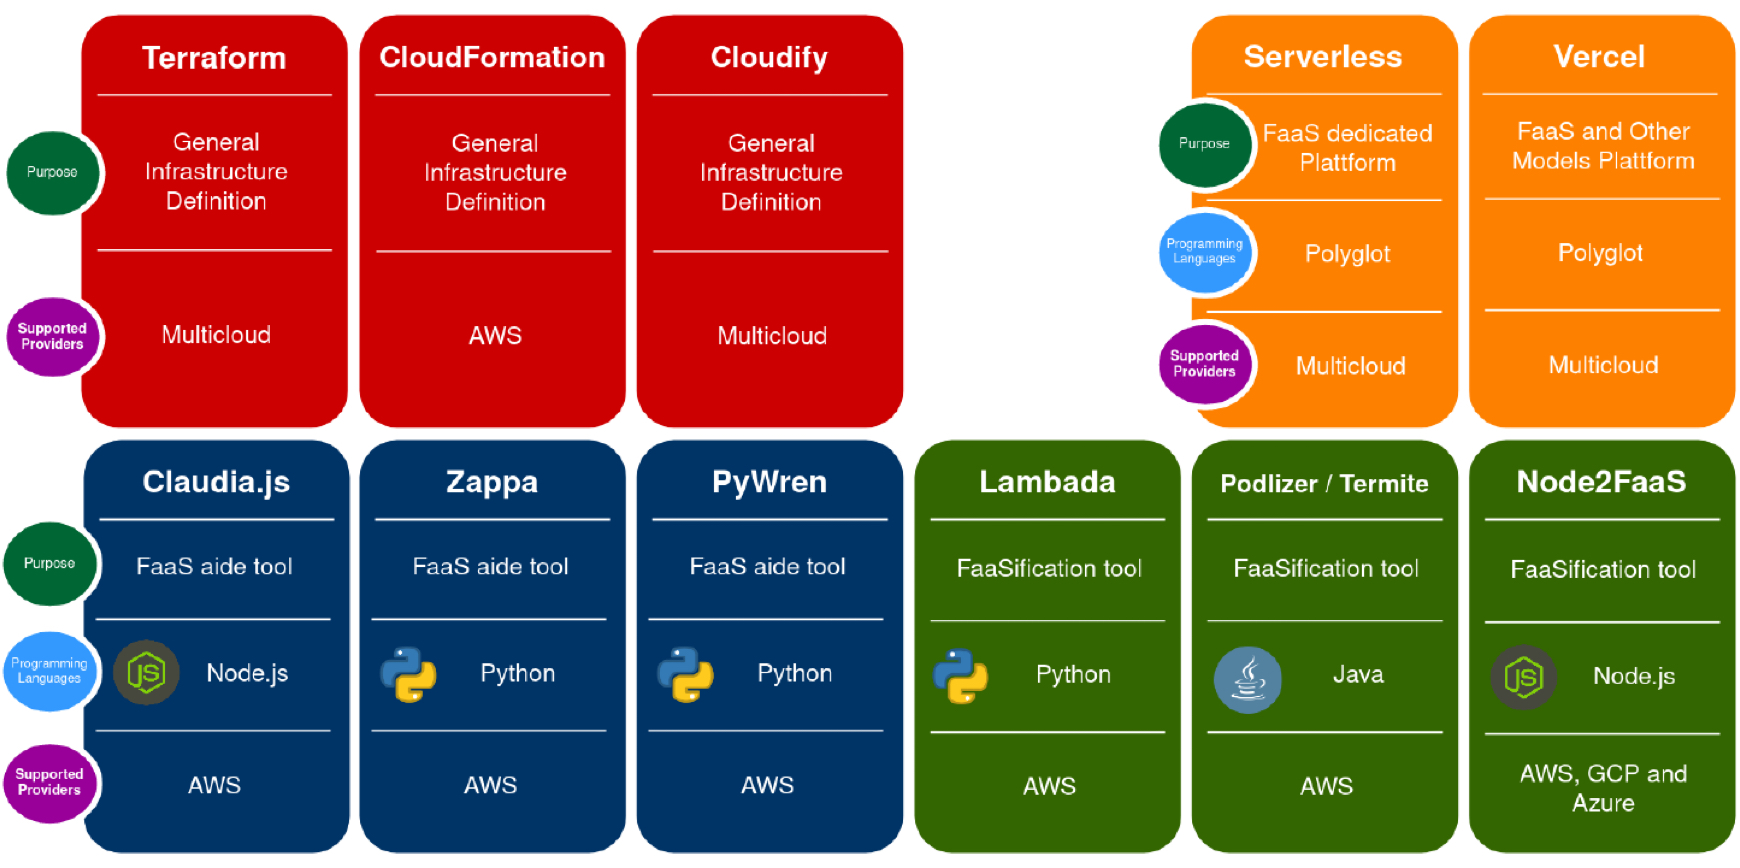 Terraform
CloudFormation
Cloudify
Purpose
General
Infrastructure
Definition
General
Infrastructure
Definition
General
Infrastructure
Definition
Supported
Providers
Multicloud
AWS
Multicloud
Serverless
Vercel
Purpose
FaaS dedicated
Plattform
FaaS and Other
Models Plattform
Programming
Languages
Polyglot
Polyglot
Supported
Providers
Multicloud
Multicloud
Claudia.js
Zappa
PyWren
Lambada
Podlizer / Termite
Node2FaaS
Purpose
FaaS aide tool
FaaS aide tool
FaaS aide tool
FaaSification tool
FaaSification tool
FaaSification tool
Programming
Languages
JS
Node.js
Python
Python
Python
Java
JS
Node.js
Supported
Providers
AWS
AWS
AWS
AWS
AWS
AWS, GCP and
Azure